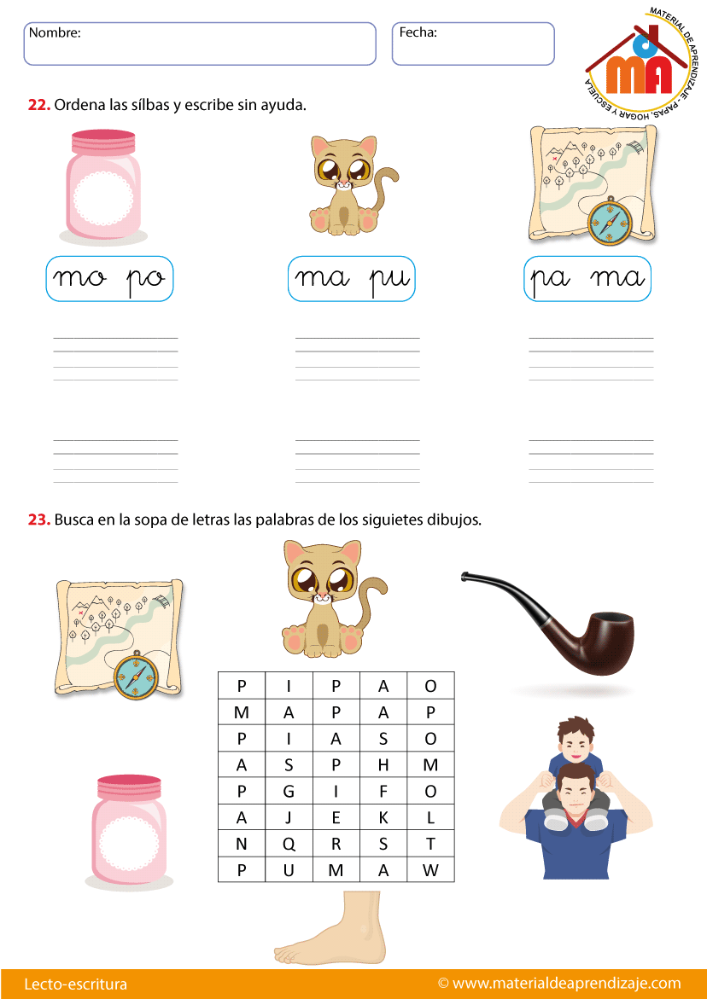 Nombre:
Fecha:
MATERIAL DE APRENDIZAJE - PAPAS, HOGAR Y ESCUELA
dMA
22. Ordena las sílbas y escribe sin ayuda.
mo po
ma pu
pa ma
23. Busca en la sopa de letras las palabras de los siguietes dibujos.
P I P A O
M A P A P
P I A S O
A S P H M
P G I F O
A J E K L
N Q R S T
P U M A W
Lecto-escritura
© www.materialdeaprendizaje.com